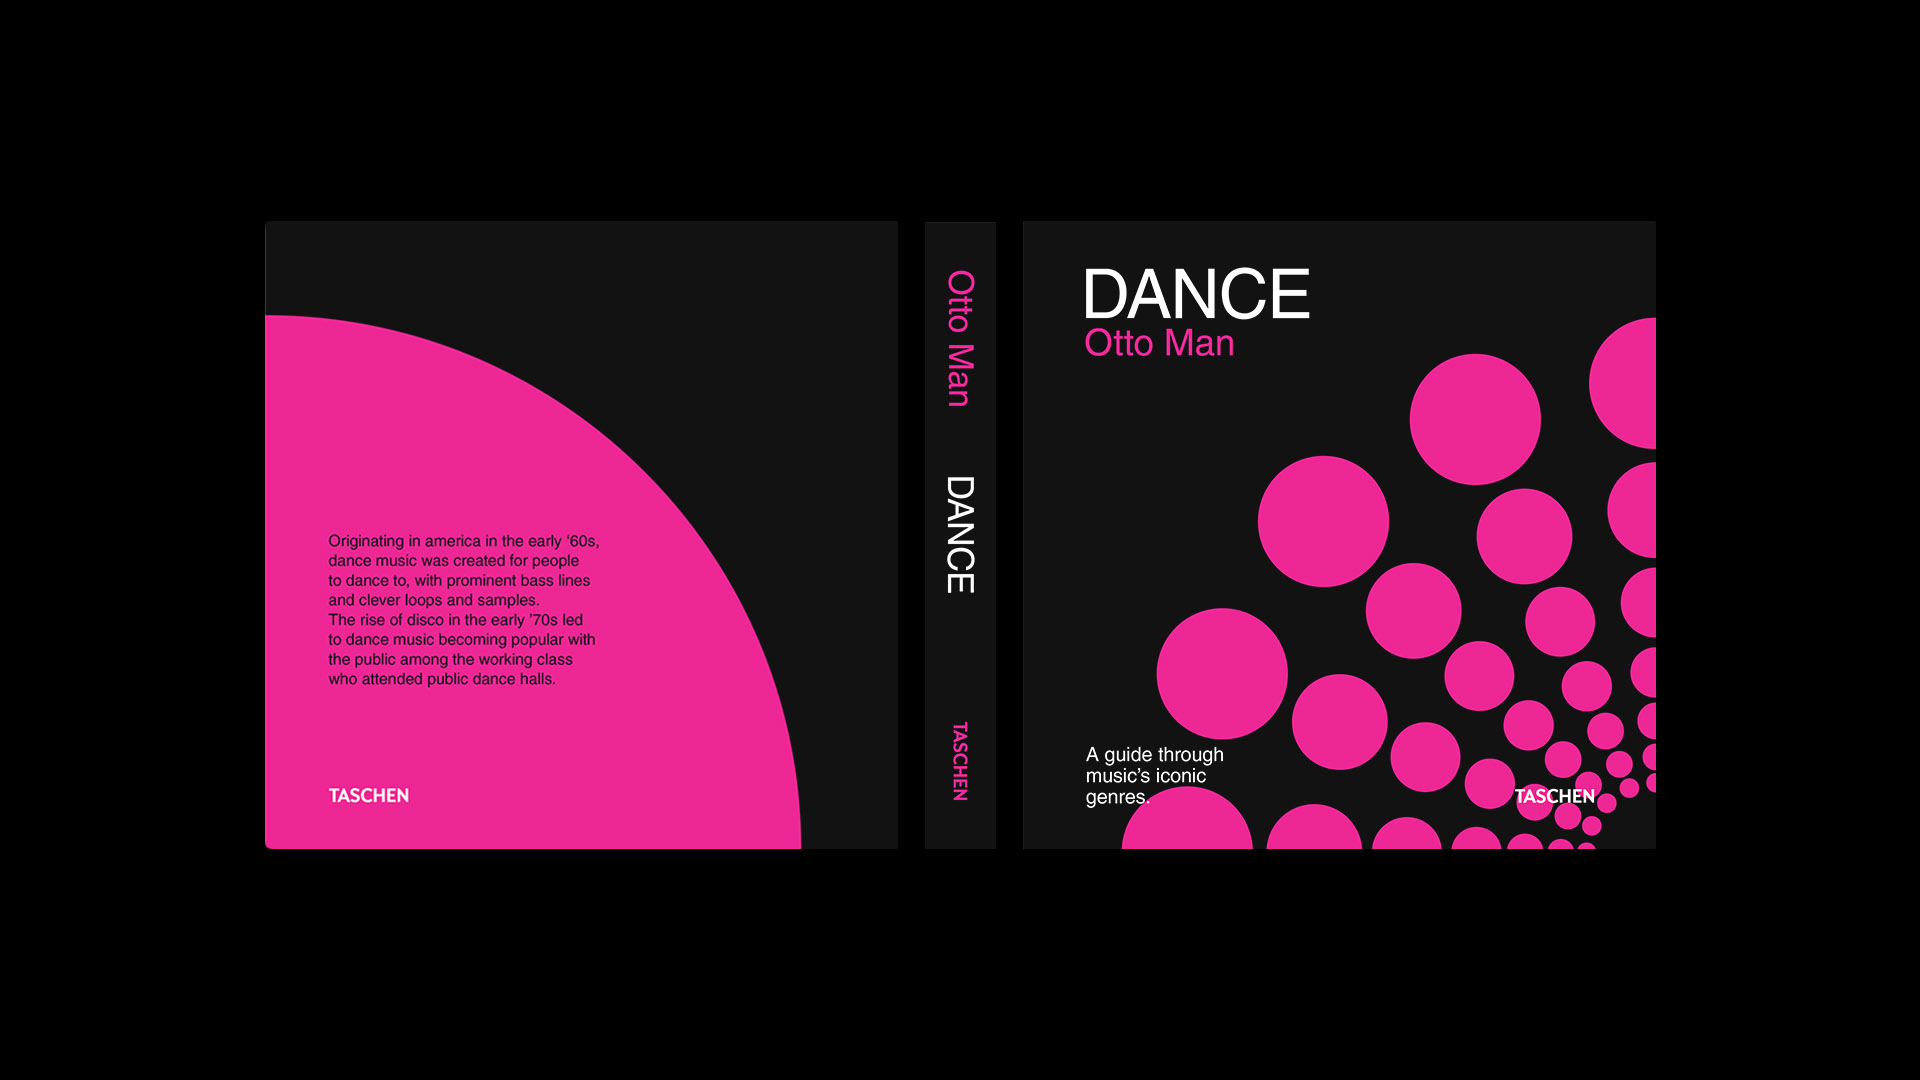 Originating in america in the early ‘60s,
dance music was created for people
to dance to, with prominent bass lines
and clever loops and samples.
The rise of disco in the early ’70s led
to dance music becoming popular with
the public among the working class
who attended public dance halls.
TASCHEN
Otto Man
DANCE
TASCHEN
DANCE
Otto Man
A guide through
music’s iconic
genres.
TASCHEN